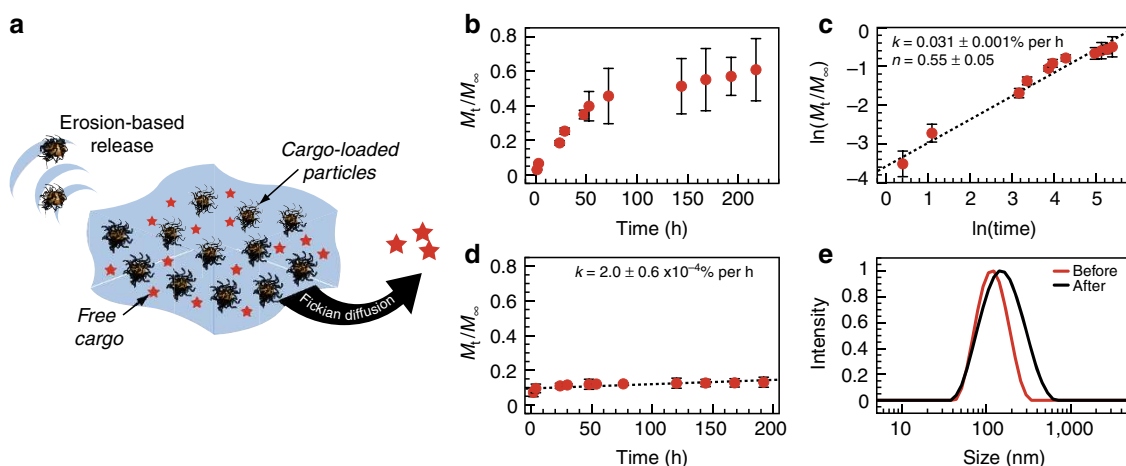 a
Erosion-based
release
Cargo-loaded
particles
Free
cargo
Fickian diffusion
b
M_t/M_∞
0.8
0.6
0.4
0.2
0
0 50 100 150 200
Time (h)
c
ln(M_t/M_∞)
k = 0.031 ± 0.001% per h
n = 0.55 ± 0.05
0
−1
−2
−3
−4
0 1 2 3 4 5
ln(time)
d
M_t/M_∞
k = 2.0 ± 0.6 x10⁻⁴% per h
0.8
0.6
0.4
0.2
0
0 50 100 150 200
Time (h)
e
Intensity
Before
After
1
0.8
0.6
0.4
0.2
0
10 100 1,000
Size (nm)